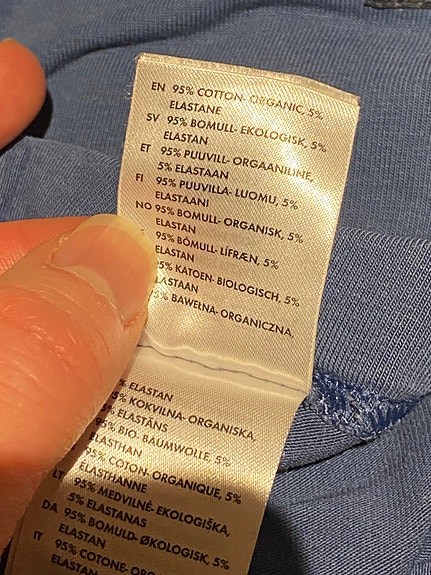 EN 95% COTTON- ORGANIC, 5%
ELASTANE
SV 95% BOMULL- EKOLOGISK, 5%
ELASTAN
ET 95% PUUVILL- ORGAANILINE,
5% ELASTAAN
FI 95% PUUVILLA- LUOMU, 5%
ELASTAANI
NO 95% BOMULL- ORGANISK, 5%
ELASTAN
% BÓMULL- LÍFRÆN, 5%
ELASTAN
5% KATOEN- BIOLOGISCH, 5%
ELASTAAN
% BAWEŁNA- ORGANICZNA,
% ELASTAN
95% KOKVILNA- ORGANISKA,
5% ELASTĀNS
95% BIO- BAUMWOLLE, 5%
ELASTHAN
95% COTON- ORGANIQUE, 5%
ELASTHANNE
LT 95% MEDVILNĖ- EKOLOGIŠKA,
5% ELASTANAS
DA 95% BOMULD- ØKOLOGISK, 5%
ELASTAN
IT 95% COTONE- ORGANICO, 5%